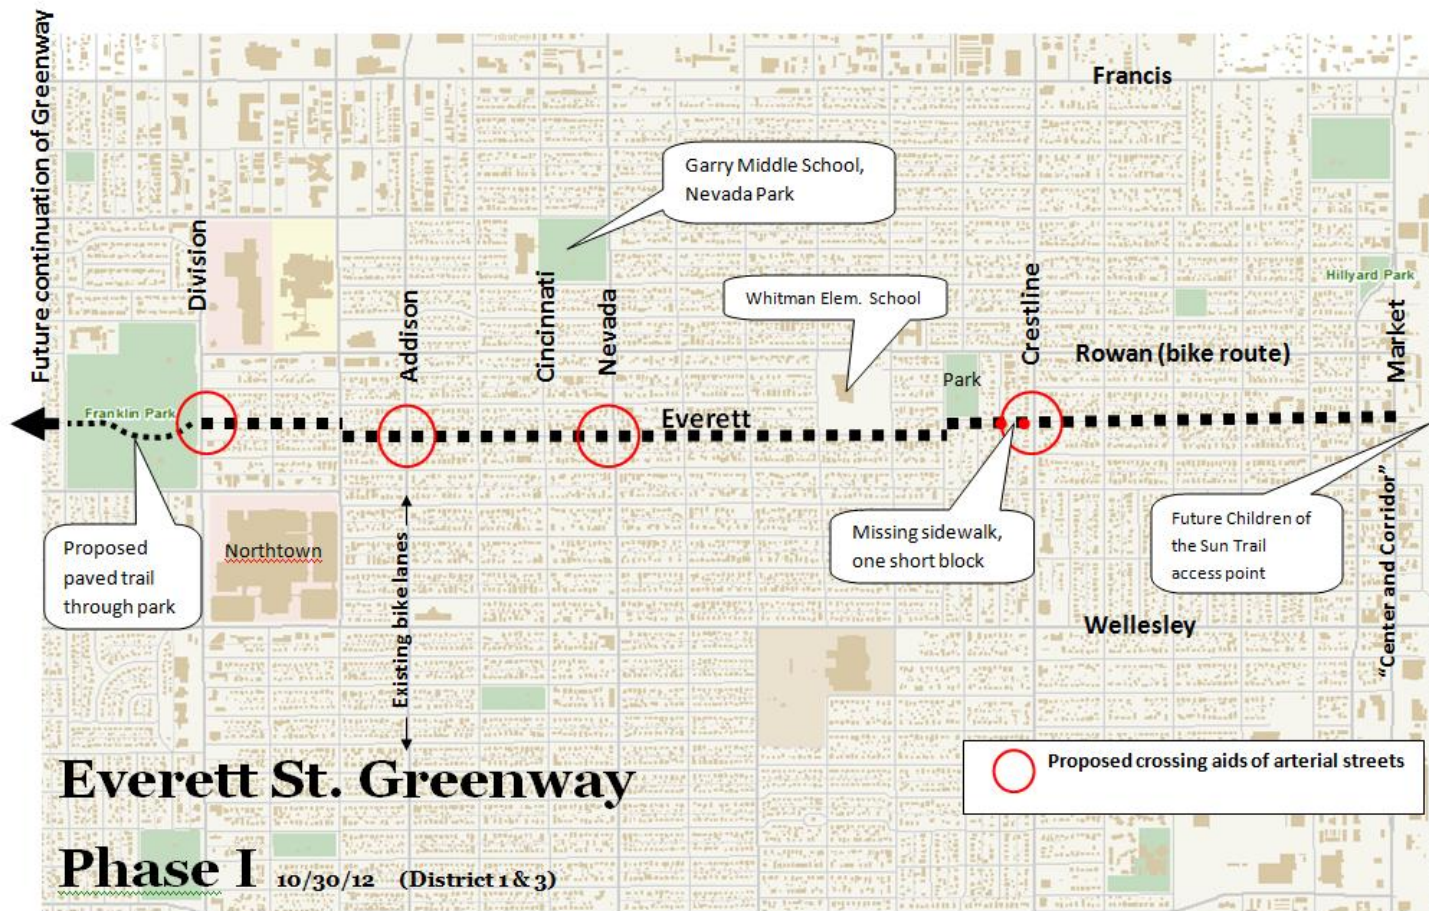 Future continuation of Greenway
Francis
Garry Middle School,
Nevada Park
Division
Addison
Cincinnati
Nevada
Whitman Elem. School
Crestline
Hillyard Park
Market
Rowan (bike route)
Park
Franklin Park
Everett
Proposed
paved trail
through park
Northtown
Existing bike lanes
Missing sidewalk,
one short block
Future Children of
the Sun Trail
access point
"Center and Corridor"
Wellesley
Proposed crossing aids of arterial streets
Everett St. Greenway
Phase I 10/30/12 (District 1 & 3)